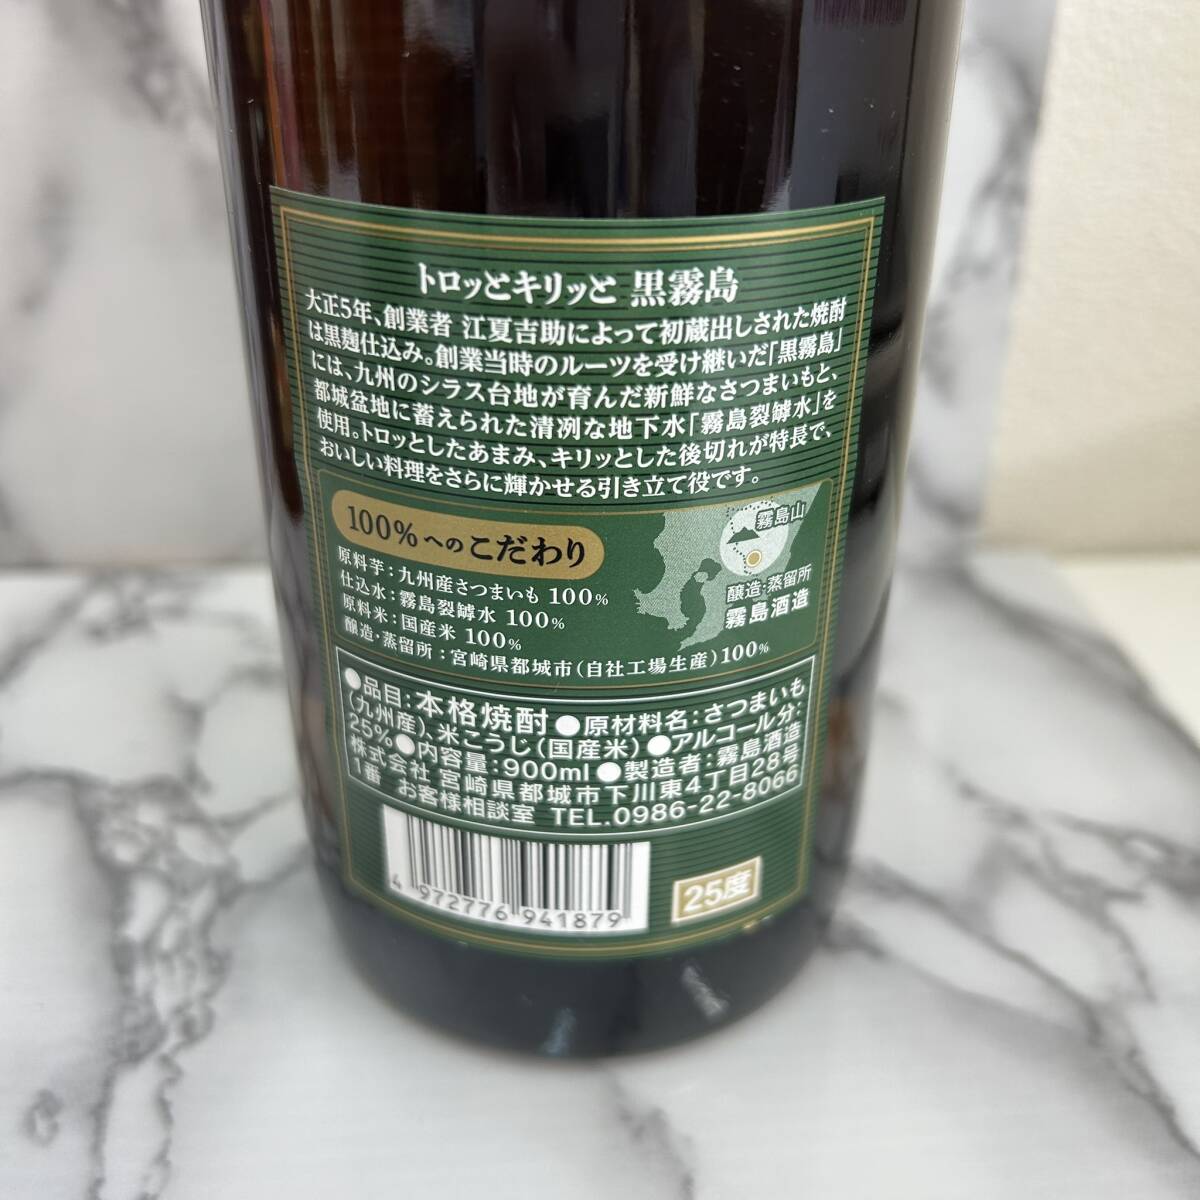 トロッとキリッと 黒霧島
大正5年、創業者 江夏吉助によって初蔵出しされた焼酎
は黒麹仕込み。創業当時のルーツを受け継いだ「黒霧島」
には、九州のシラス台地が育んだ新鮮なさつまいもと、
都城盆地に蓄えられた清冽な地下水「霧島裂罅水」を
使用。トロッとしたあまみ、キリッとした後切れが特長で、
おいしい料理をさらに輝かせる引き立て役です。
100%へのこだわり
原料芋：九州産さつまいも 100%
仕込水：霧島裂罅水 100%
原料米：国産米 100%
醸造・蒸留所：宮崎県都城市（自社工場生産）100%
霧島山
醸造・蒸留所
霧島酒造
●品目：本格焼酎 ●原材料名：さつまいも
（九州産）、米こうじ（国産米）●アルコール分：
25%●内容量：900ml ●製造者：霧島酒造
株式会社 宮崎県都城市下川東4丁目28号
1番 お客様相談室 TEL.0986-22-8066
4 972776 941879
25度